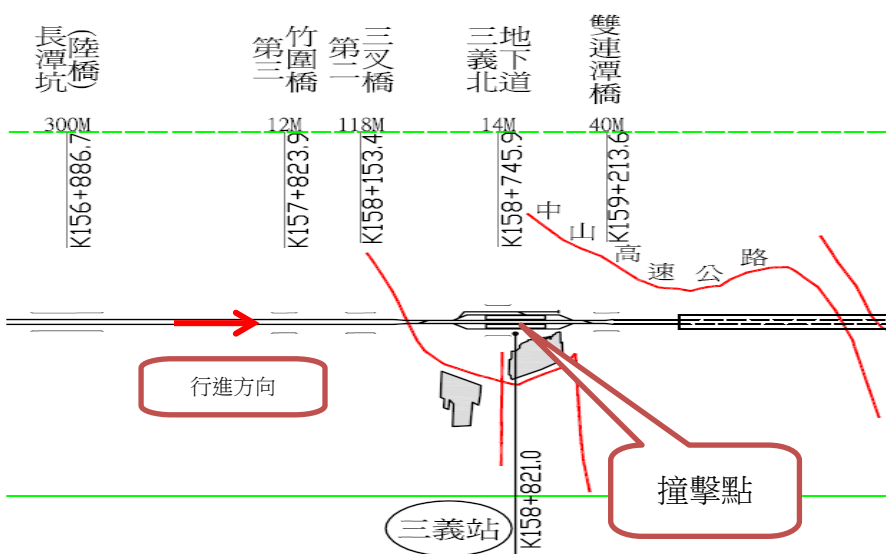 長潭坑
(陸橋)
第三
竹圍橋
第二
三叉橋
三義北
地下道
雙連潭橋
300M
12M
118M
14M
40M
K156+886.7
K157+823.9
K158+153.4
K158+745.9
K159+213.6
中山高速公路
行進方向
撞擊點
K158+821.0
三義站